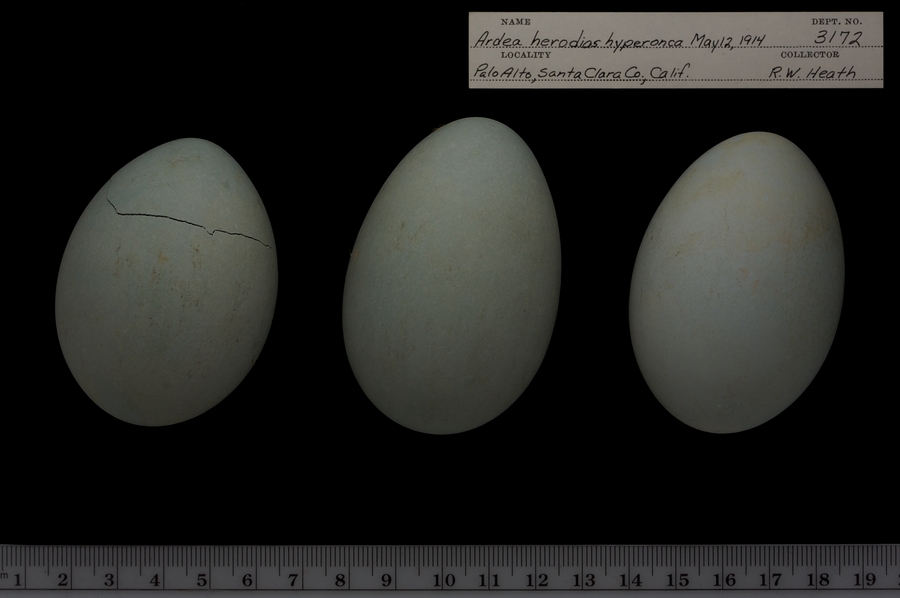 NAME DEPT. NO.
Ardea herodias hyperonca May 12, 1914 3172
LOCALITY COLLECTOR
Palo Alto, Santa Clara Co., Calif. R.W. Heath
m 1 2 3 4 5 6 7 8 9 10 11 12 13 14 15 16 17 18 19